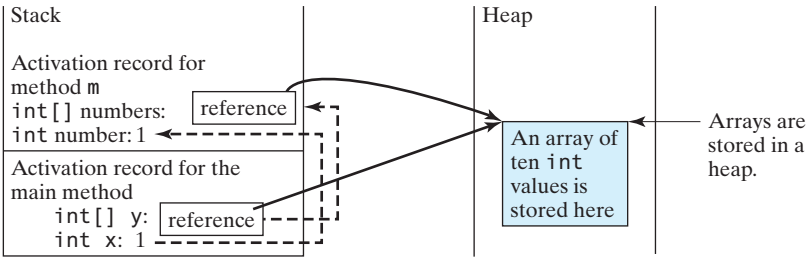 Stack
Activation record for
method m
int[] numbers: reference
int number: 1
Activation record for the
main method
int[] y: reference
int x: 1
Heap
An array of
ten int
values is
stored here
Arrays are
stored in a
heap.